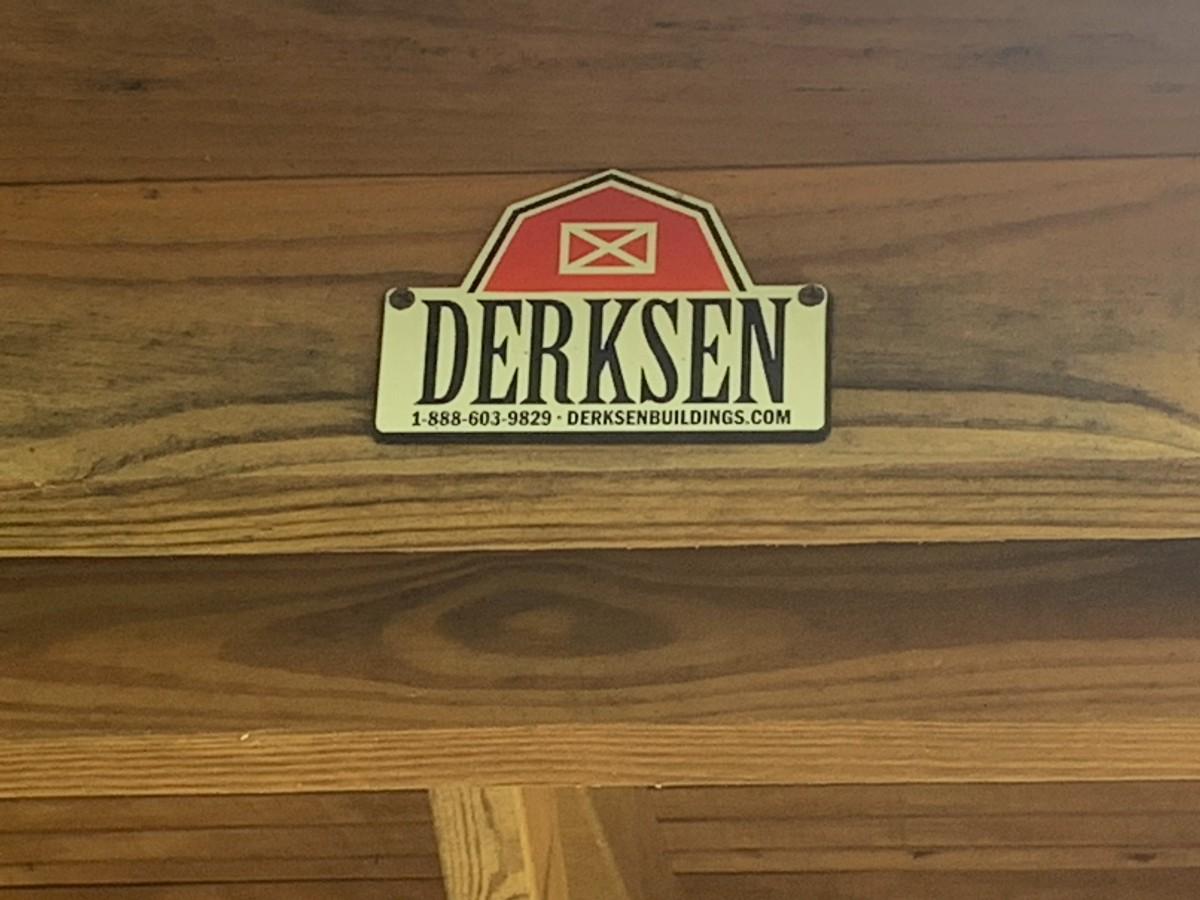 DERKSEN
1-888-603-9829 · DERKSENBUILDINGS.COM